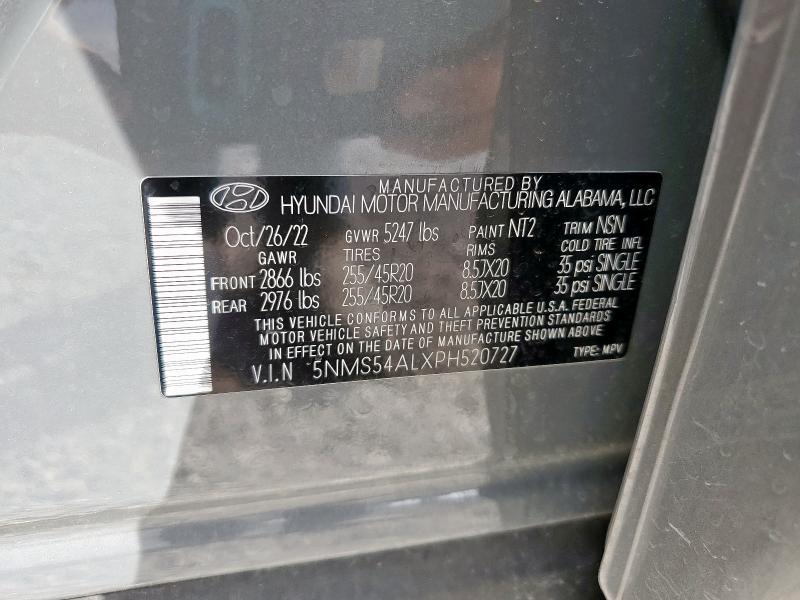 MANUFACTURED BY
HYUNDAI MOTOR MANUFACTURING ALABAMA, LLC
Oct/26/22 GVWR 5247 lbs PAINT NT2 TRIM NSN
GAWR TIRES RIMS COLD TIRE INFL
FRONT 2866 lbs 255/45R20 8.5JX20 35 psi SINGLE
REAR 2976 lbs 255/45R20 8.5JX20 35 psi SINGLE
THIS VEHICLE CONFORMS TO ALL APPLICABLE U.S.A. FEDERAL
MOTOR VEHICLE SAFETY AND THEFT PREVENTION STANDARDS
IN EFFECT ON THE DATE OF MANUFACTURE SHOWN ABOVE
V.I.N 5NMS54ALXPH520727 TYPE: MPV